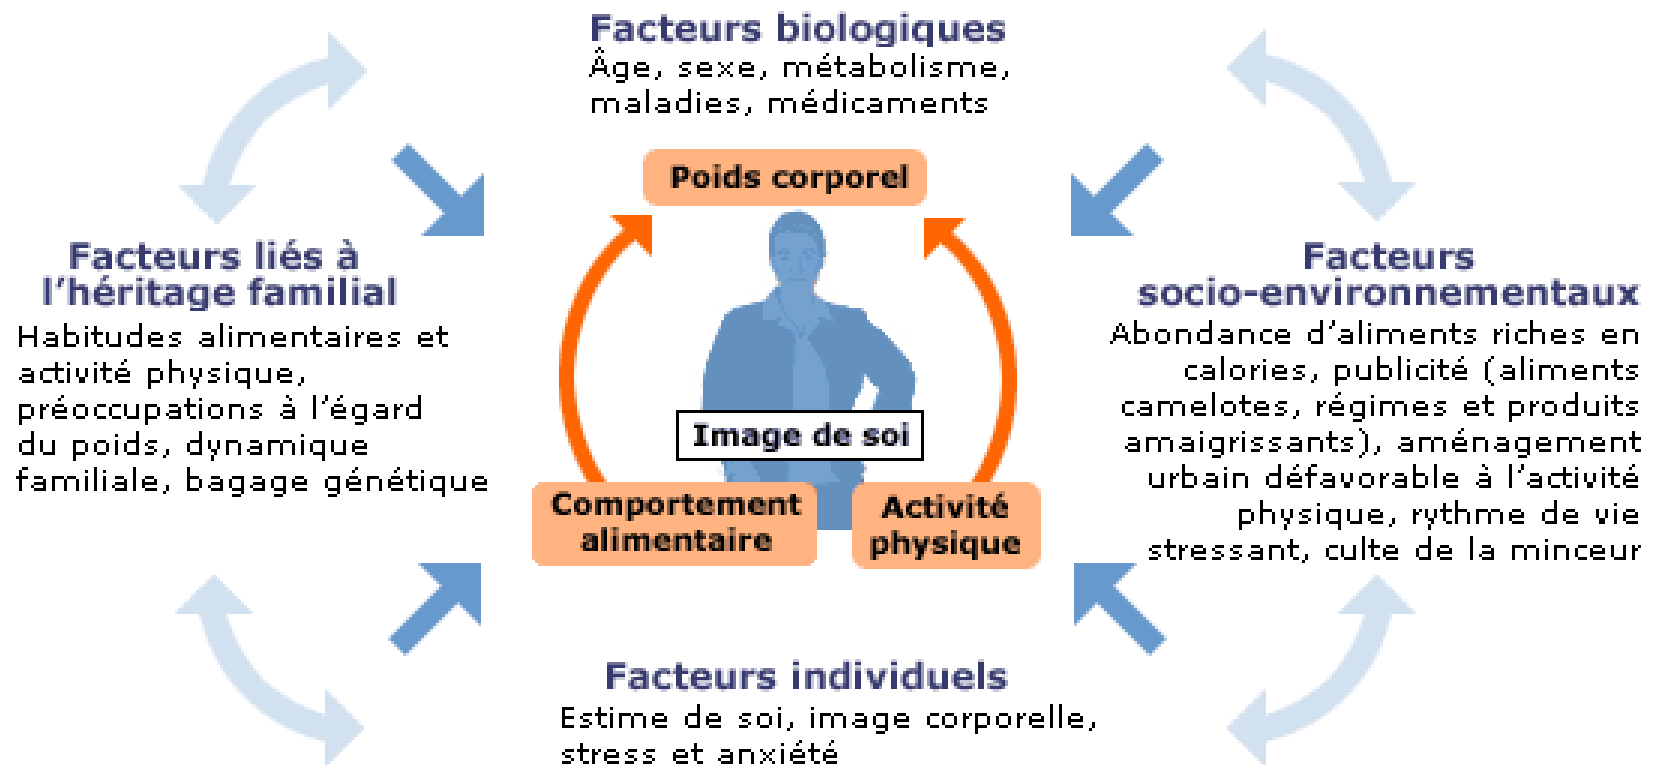 Facteurs biologiques
Âge, sexe, métabolisme,
maladies, médicaments
Poids corporel
Facteurs liés à
l'héritage familial
Habitudes alimentaires et
activité physique,
préoccupations à l'égard
du poids, dynamique
familiale, bagage génétique
Image de soi
Comportement
alimentaire
Activité
physique
Facteurs
socio-environnementaux
Abondance d'aliments riches en
calories, publicité (aliments
camelotes, régimes et produits
amaigrissants), aménagement
urbain défavorable à l'activité
physique, rythme de vie
stressant, culte de la minceur
Facteurs individuels
Estime de soi, image corporelle,
stress et anxiété